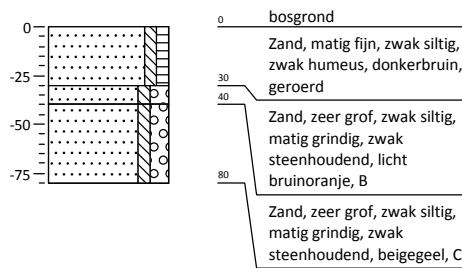 0
-25
-50
-75
0
bosgrond
Zand, matig fijn, zwak siltig,
zwak humeus, donkerbruin,
geroerd
30
40
Zand, zeer grof, zwak siltig,
matig grindig, zwak
steenhoudend, licht
bruinoranje, B
80
Zand, zeer grof, zwak siltig,
matig grindig, zwak
steenhoudend, beigegeel, C